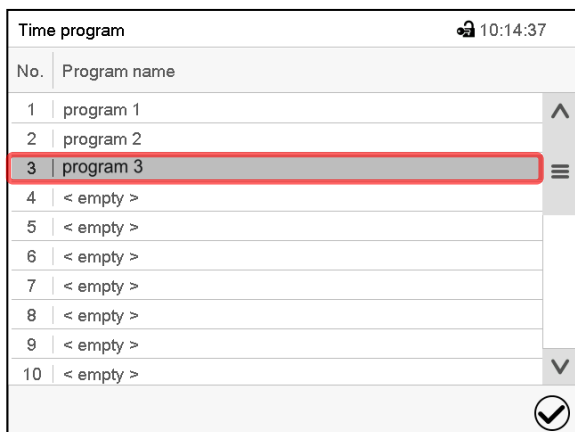 Time program 10:14:37
No. Program name
1 program 1
2 program 2
3 program 3
4 < empty >
5 < empty >
6 < empty >
7 < empty >
8 < empty >
9 < empty >
10 < empty >